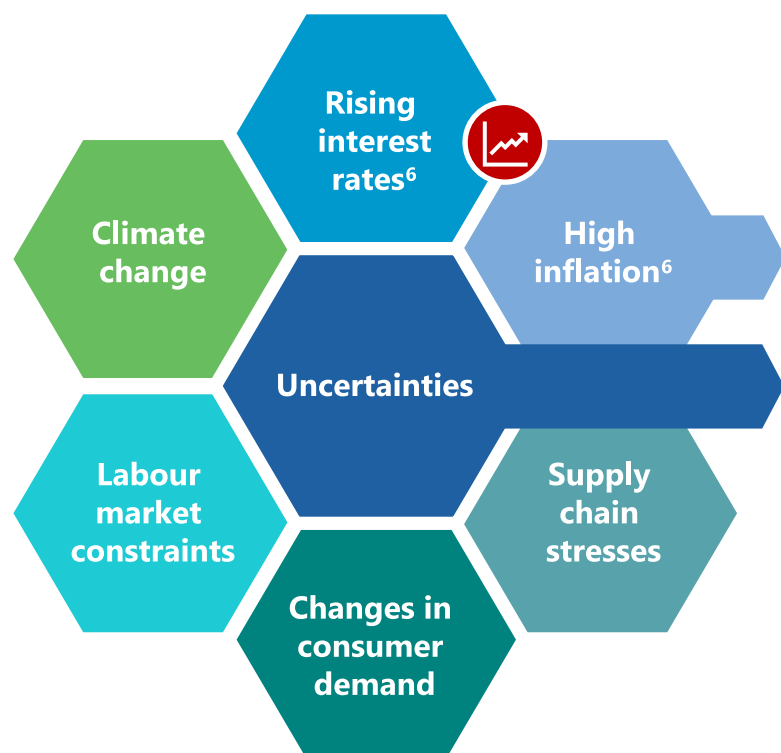 Rising
interest
rates⁶
High
inflation⁶
Climate
change
Uncertainties
Labour
market
constraints
Supply
chain
stresses
Changes in
consumer
demand